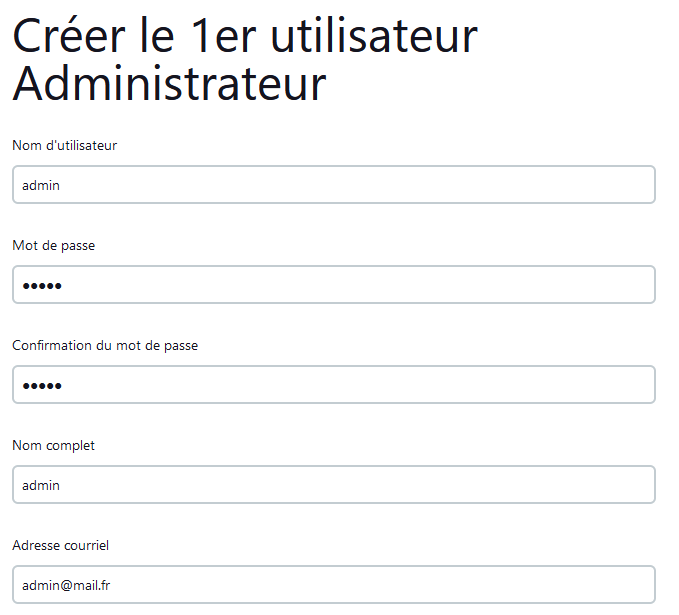 Créer le 1er utilisateur
Administrateur
Nom d'utilisateur
admin
Mot de passe
•••••
Confirmation du mot de passe
•••••
Nom complet
admin
Adresse courriel
admin@mail.fr